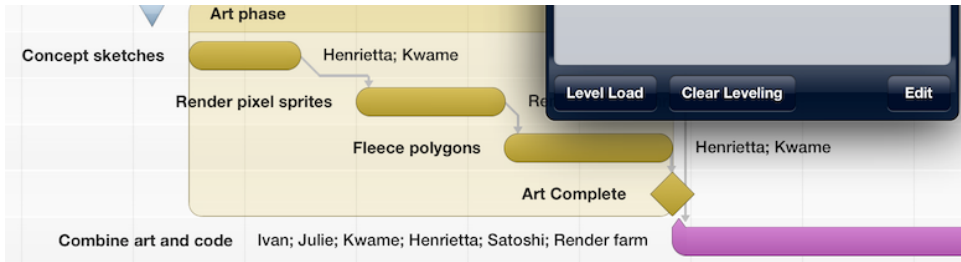 Art phase
Concept sketches
Henrietta; Kwame
Render pixel sprites
Level Load
Clear Leveling
Edit
Fleece polygons
Henrietta; Kwame
Art Complete
Combine art and code
Ivan; Julie; Kwame; Henrietta; Satoshi; Render farm